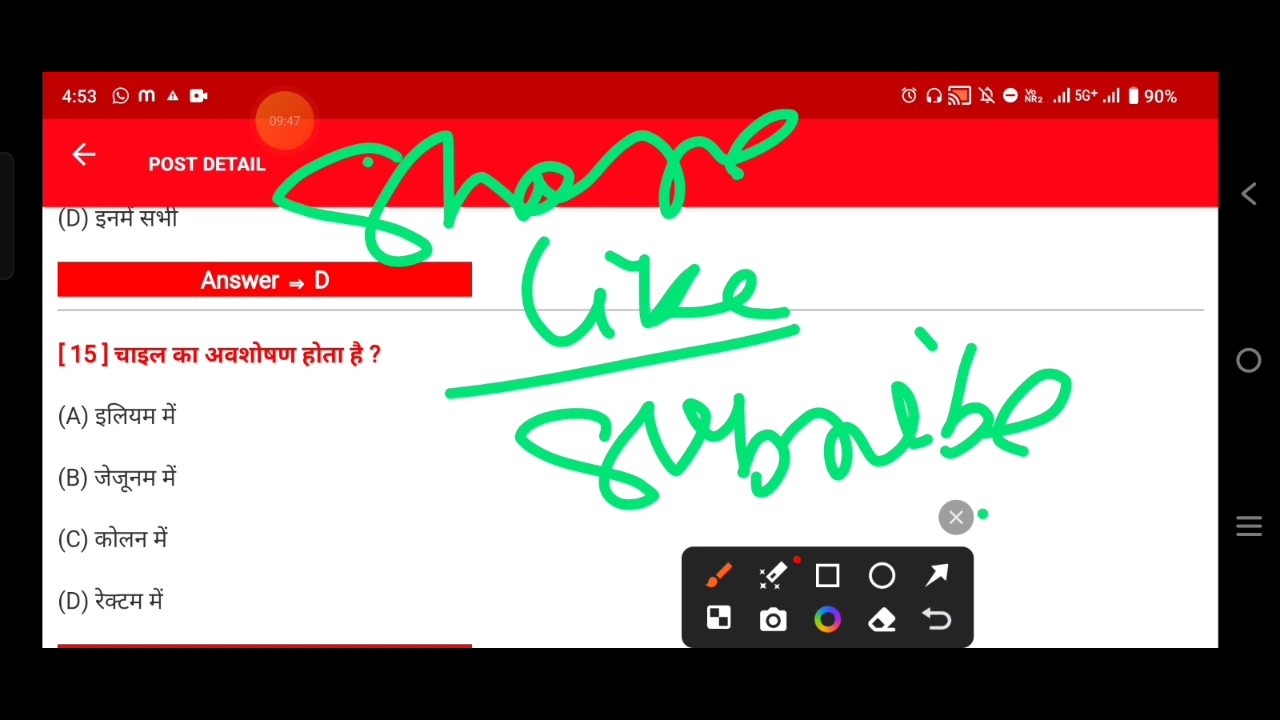 4:53 5G+ 90%
09:47
POST DETAIL
Share
(D) इनमें सभी
Answer ⇒ D
Like
[ 15 ] चाइल का अवशोषण होता है ?
(A) इलियम में
(B) जेजूनम में
(C) कोलन में
(D) रेक्टम में